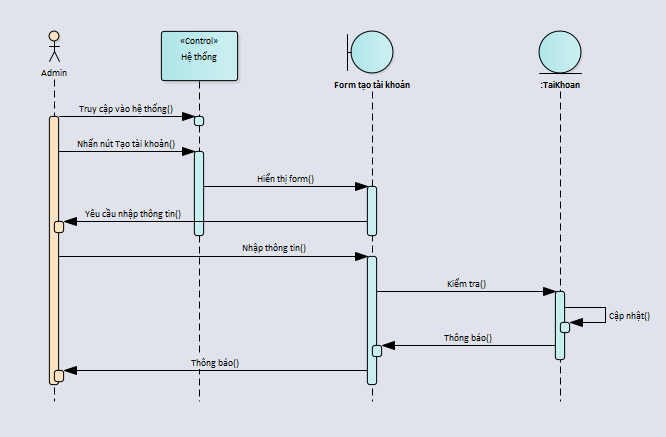 «Control»
Hệ thống
Admin
Form tạo tài khoản
:TaiKhoan
Truy cập vào hệ thống()
Nhấn nút Tạo tài khoản()
Hiển thị form()
Yêu cầu nhập thông tin()
Nhập thông tin()
Kiểm tra()
Cập nhật()
Thông báo()
Thông báo()